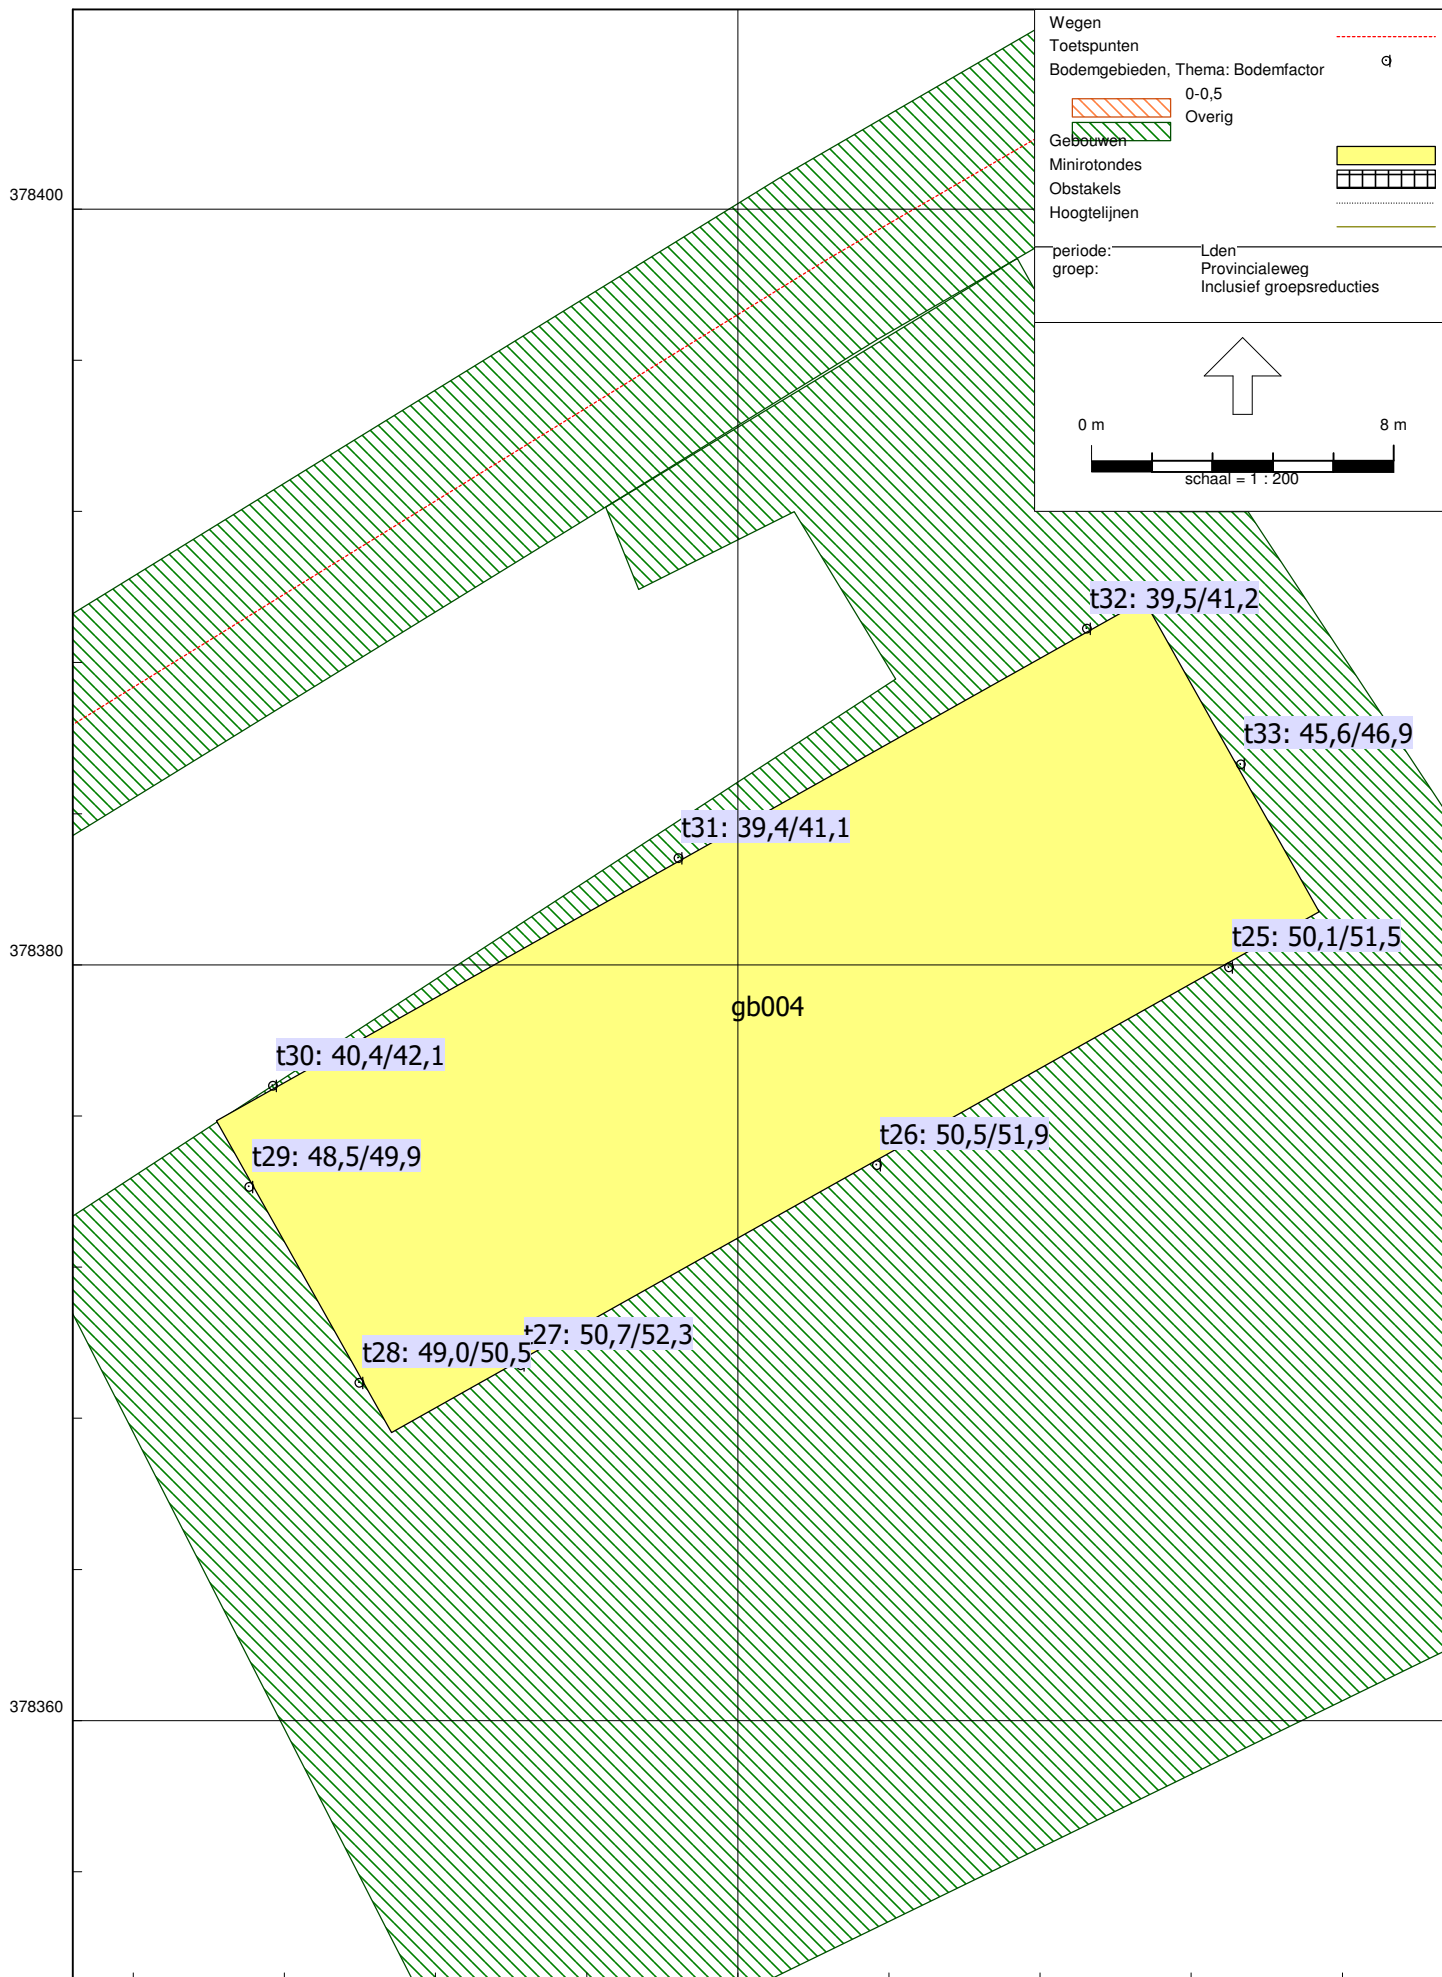 Wegen
Toetspunten
Bodemgebieden, Thema: Bodemfactor
0-0,5
Overig
Gebouwen
Minirotondes
Obstakels
Hoogtelijnen
periode: Lden
groep: Provincialeweg
Inclusief groepsreducties
0 m 8 m
schaal = 1 : 200
378400
t32: 39,5/41,2
t33: 45,6/46,9
t31: 39,4/41,1
t25: 50,1/51,5
378380
gb004
t30: 40,4/42,1
t26: 50,5/51,9
t29: 48,5/49,9
t27: 50,7/52,3
t28: 49,0/50,5
378360